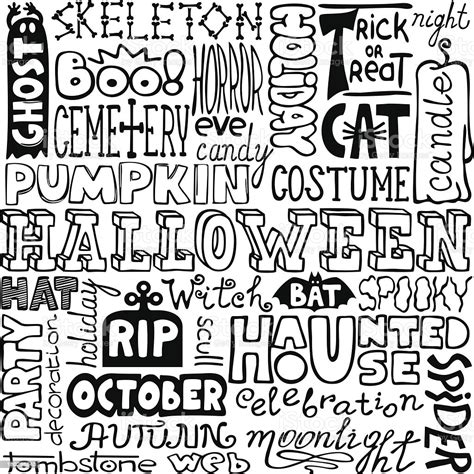 SKELETON
GHOST
BOO!
HORROR
HOLIDAY
TRICK
OR
TREAT
night
CEMETERY
eve
candy
CAT
candle
PUMPKIN
COSTUME
HALLOWEEN
HAT
holiday
Witch
BAT
SPOOKY
PARTY
decoration
RIP
scull
HAUNTED
HOUSE
SPIDER
OCTOBER
celebration
AUTUMN
moonlight
tombstone
web